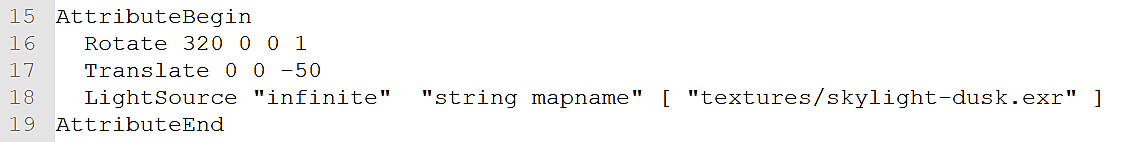 15 AttributeBegin
16   Rotate 320 0 0 1
17   Translate 0 0 -50
18   LightSource "infinite"  "string mapname" [ "textures/skylight-dusk.exr" ]
19 AttributeEnd